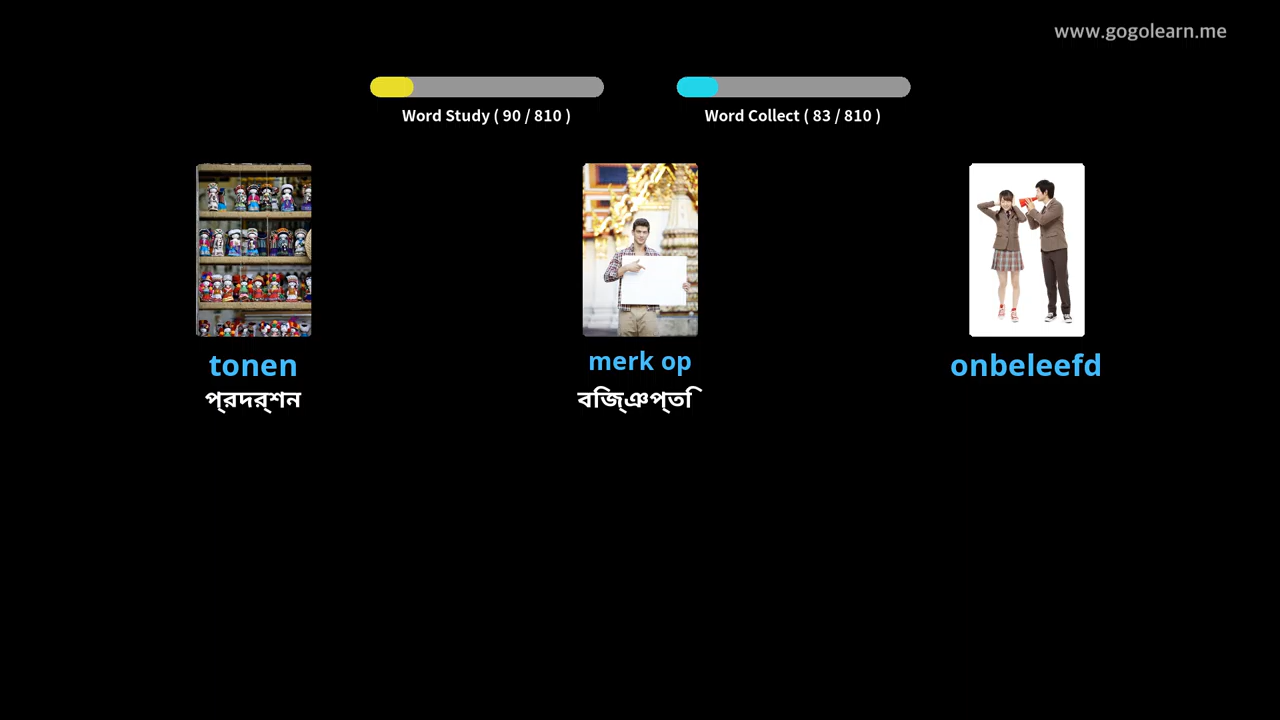 www.gogolearn.me
Word Study ( 90 / 810 )
Word Collect ( 83 / 810 )
tonen
merk op
onbeleefd
প্রদর্শন
বিজ্ঞপ্তি